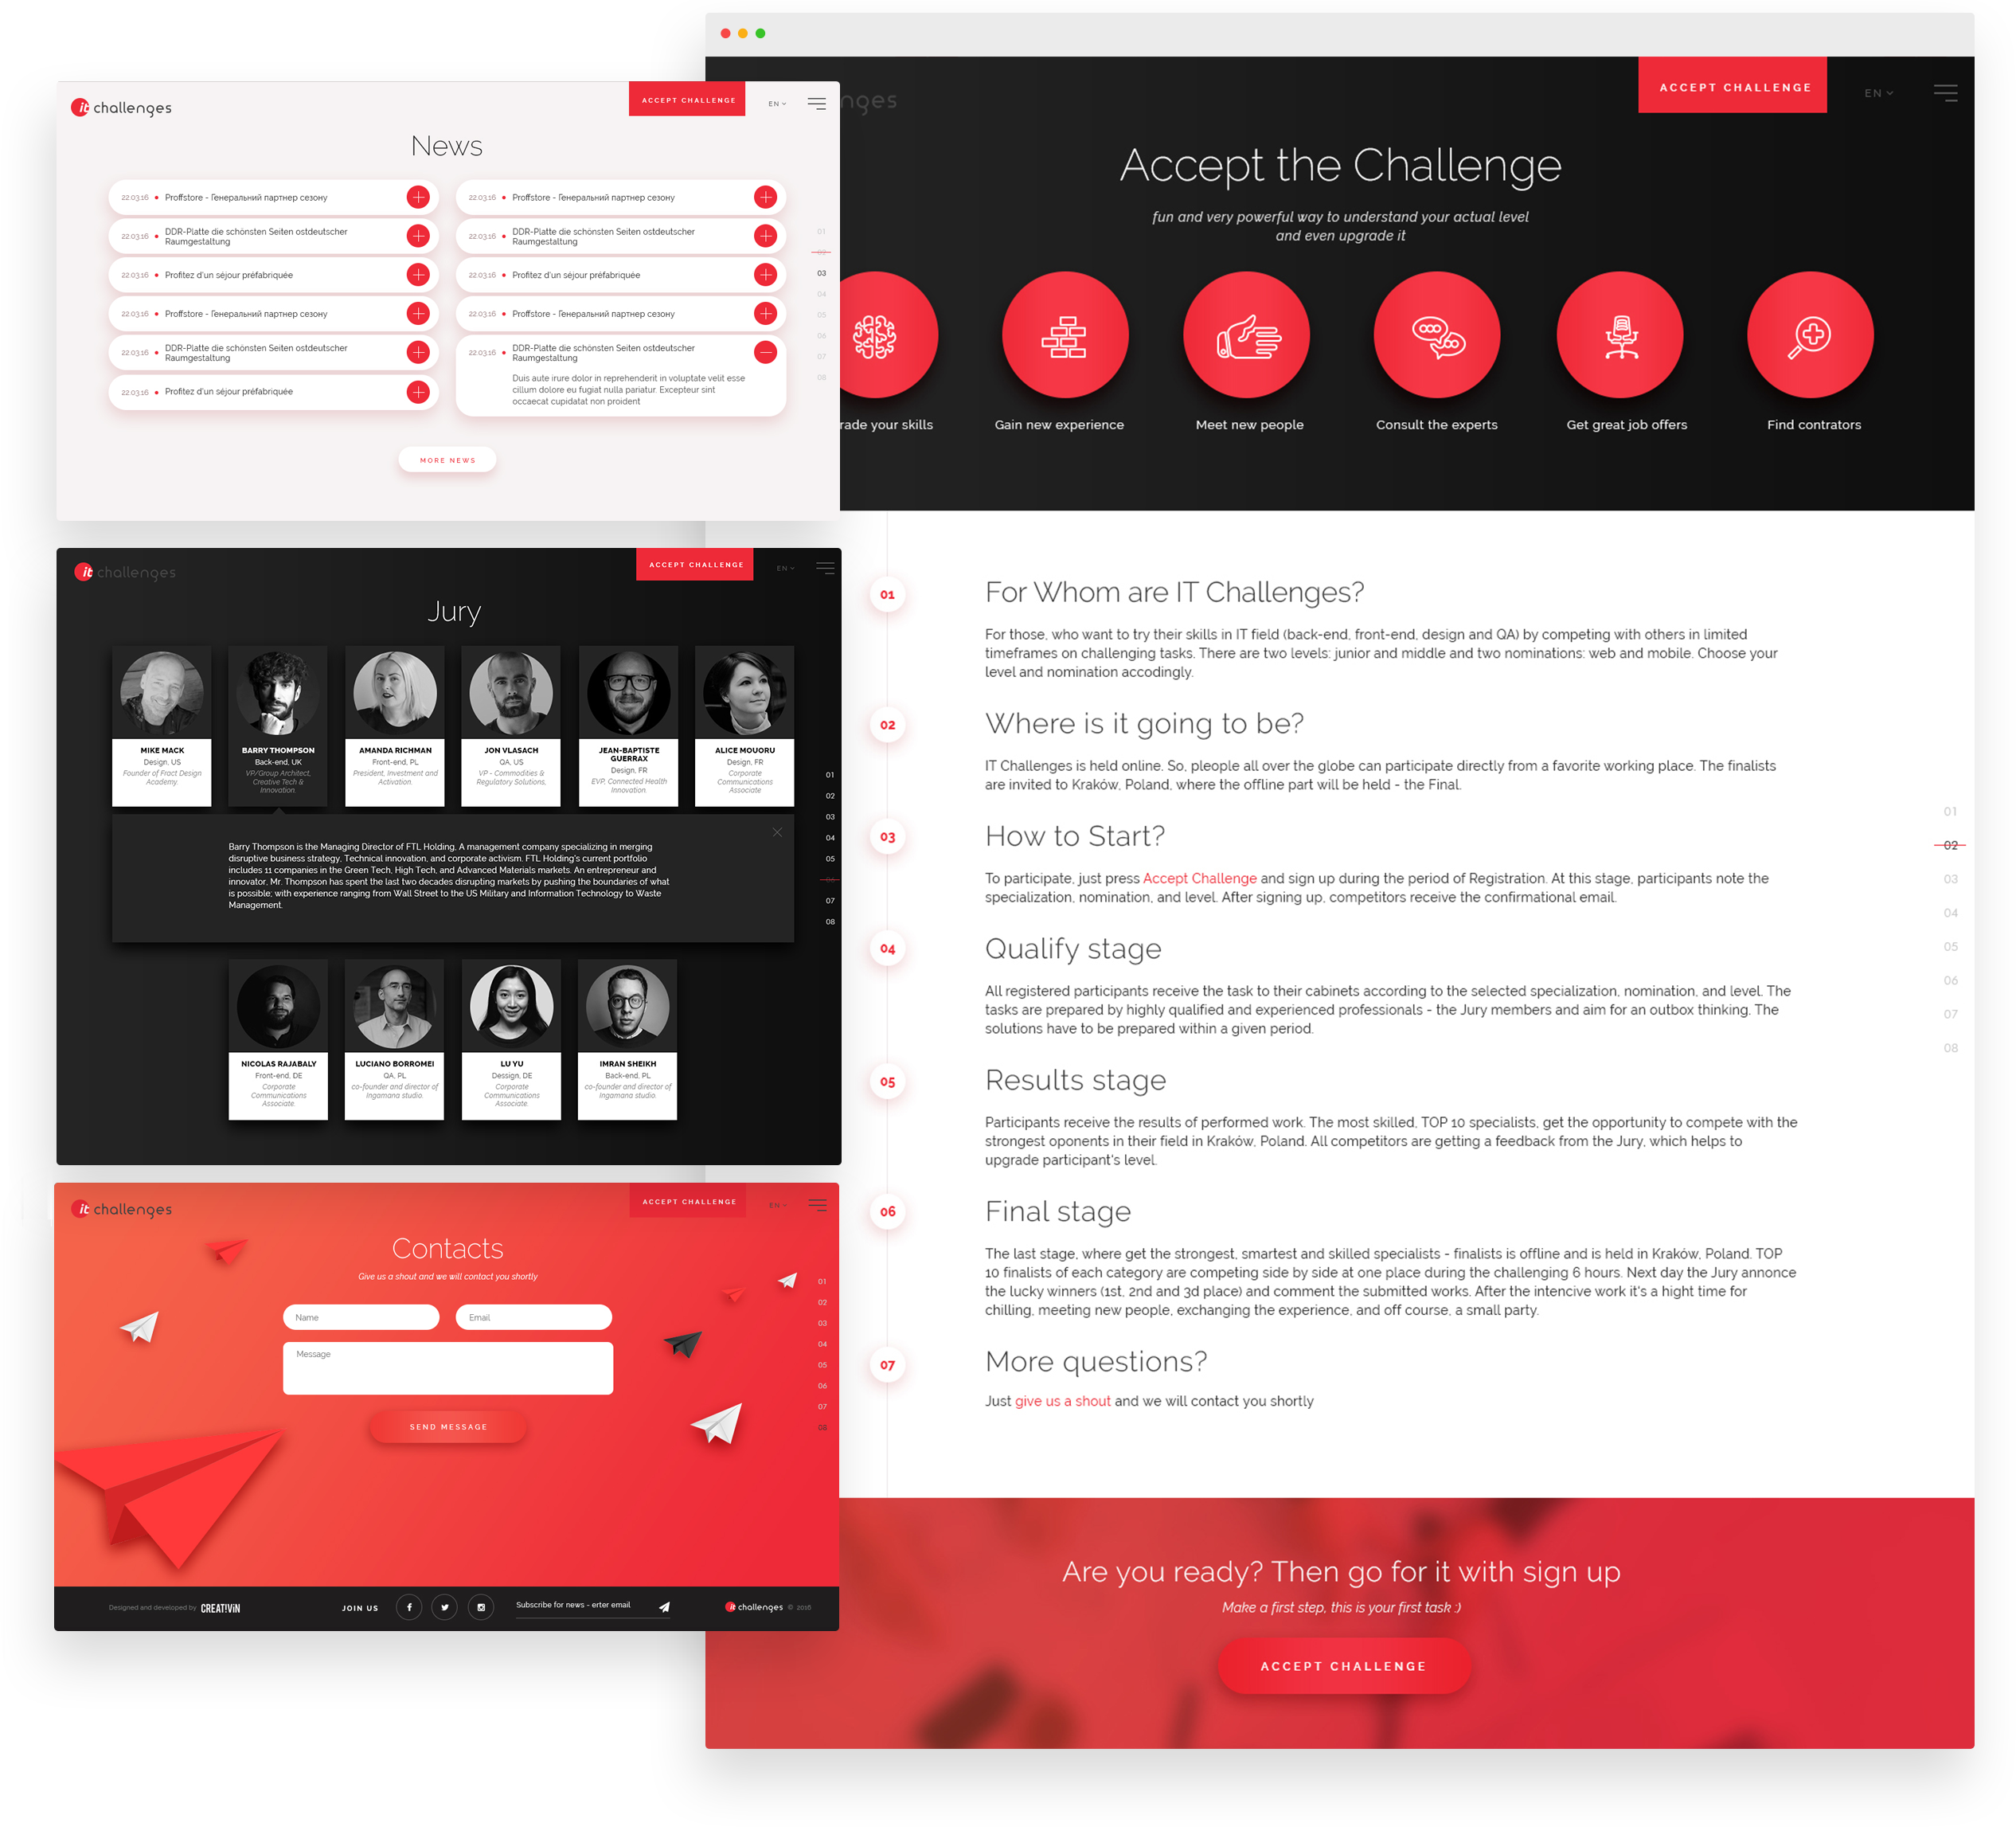 it challenges
ACCEPT CHALLENGE
EN
News
22.03.16 Proffstore - Генеральний партнер сезону
22.03.16 DDR-Platte die schönsten Seiten ostdeutscher
Raumgestaltung
22.03.16 Profitez d'un séjour préfabriquée
22.03.16 Proffstore - Генеральний партнер сезону
22.03.16 DDR-Platte die schönsten Seiten ostdeutscher
Raumgestaltung
22.03.16 Profitez d'un séjour préfabriquée
22.03.16 Proffstore - Генеральний партнер сезону
22.03.16 DDR-Platte die schönsten Seiten ostdeutscher
Raumgestaltung
22.03.16 Profitez d'un séjour préfabriquée
22.03.16 Proffstore - Генеральний партнер сезону
22.03.16 DDR-Platte die schönsten Seiten ostdeutscher
Raumgestaltung
Duis aute irure dolor in reprehenderit in voluptate velit esse
cillum dolore eu fugiat nulla pariatur. Excepteur sint
occaecat cupidatat non proident
MORE NEWS
01
02
03
04
05
06
07
08
it challenges
ACCEPT CHALLENGE
EN
Jury
MIKE MACK
Design, US
Founder of Fract Design
Academy.
BARRY THOMPSON
Back-end, UK
VP/Group Architect,
Creative Tech &
Innovation.
AMANDA RICHMAN
Front-end, PL
President, Investment and
Activation.
JON VLASACH
QA, US
VP - Commodities &
Regulatory Solutions,
JEAN-BAPTISTE
GUERRAX
Design, FR
EVP, Connected Health
Innovation.
ALICE MOUORU
Design, FR
Corporate
Communications
Associate
Barry Thompson is the Managing Director of FTL Holding, A management company specializing in merging
disruptive business strategy, Technical innovation, and corporate activism. FTL Holding's current portfolio
includes 11 companies in the Green Tech, High Tech, and Advanced Materials markets. An entrepreneur and
innovator, Mr. Thompson has spent the last two decades disrupting markets by pushing the boundaries of what
is possible; with experience ranging from Wall Street to the US Military and Information Technology to Waste
Management.
NICOLAS RAJABALY
Front-end, DE
Corporate
Communications
Associate.
LUCIANO BORROMEI
QA, PL
co-founder and director of
Ingamana studio.
LU YU
Dessign, DE
Corporate
Communications
Associate.
IMRAN SHEIKH
Back-end, PL
co-founder and director of
Ingamana studio.
01
02
03
04
05
06
07
08
it challenges
ACCEPT CHALLENGE
EN
Contacts
Give us a shout and we will contact you shortly
Name
Email
Message
SEND MESSAGE
01
02
03
04
05
06
07
08
Designed and developed by CREATIVIN
JOIN US
Subscribe for news - erter email
it challenges © 2016
nges
ACCEPT CHALLENGE
EN
Accept the Challenge
fun and very powerful way to understand your actual level
and even upgrade it
rade your skills
Gain new experience
Meet new people
Consult the experts
Get great job offers
Find contrators
01
For Whom are IT Challenges?
For those, who want to try their skills in IT field (back-end, front-end, design and QA) by competing with others in limited
timeframes on challenging tasks. There are two levels: junior and middle and two nominations: web and mobile. Choose your
level and nomination accodingly.
02
Where is it going to be?
IT Challenges is held online. So, pleople all over the globe can participate directly from a favorite working place. The finalists
are invited to Kraków, Poland, where the offline part will be held - the Final.
03
How to Start?
To participate, just press Accept Challenge and sign up during the period of Registration. At this stage, participants note the
specialization, nomination, and level. After signing up, competitors receive the confirmational email.
04
Qualify stage
All registered participants receive the task to their cabinets according to the selected specialization, nomination, and level. The
tasks are prepared by highly qualified and experienced professionals - the Jury members and aim for an outbox thinking. The
solutions have to be prepared within a given period.
05
Results stage
Participants receive the results of performed work. The most skilled, TOP 10 specialists, get the opportunity to compete with the
strongest oponents in their field in Kraków, Poland. All competitors are getting a feedback from the Jury, which helps to
upgrade participant's level.
06
Final stage
The last stage, where get the strongest, smartest and skilled specialists - finalists is offline and is held in Kraków, Poland. TOP
10 finalists of each category are competing side by side at one place during the challenging 6 hours. Next day the Jury annonce
the lucky winners (1st, 2nd and 3d place) and comment the submitted works. After the intencive work it's a hight time for
chilling, meeting new people, exchanging the experience, and off course, a small party.
07
More questions?
Just give us a shout and we will contact you shortly
01
02
03
04
05
06
07
08
Are you ready? Then go for it with sign up
Make a first step, this is your first task :)
ACCEPT CHALLENGE